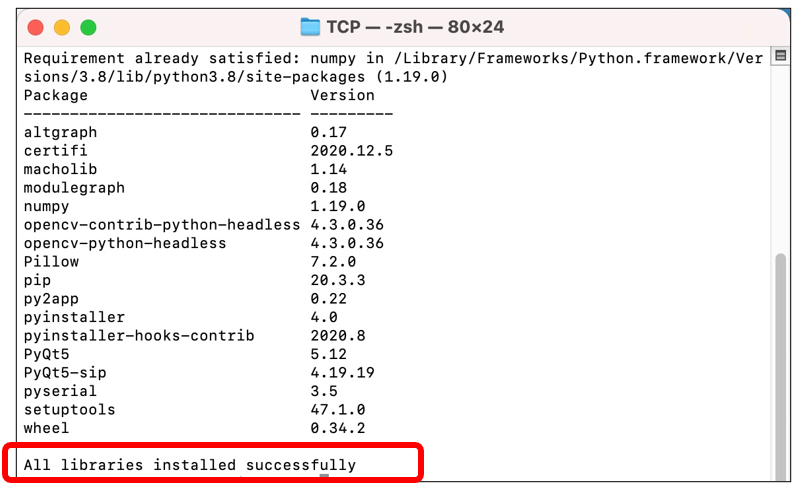 TCP — -zsh — 80×24
Requirement already satisfied: numpy in /Library/Frameworks/Python.framework/Ver
sions/3.8/lib/python3.8/site-packages (1.19.0)
Package                       Version
------------------------------ ---------
altgraph                      0.17
certifi                       2020.12.5
macholib                      1.14
modulegraph                   0.18
numpy                         1.19.0
opencv-contrib-python-headless 4.3.0.36
opencv-python-headless        4.3.0.36
Pillow                        7.2.0
pip                           20.3.3
py2app                        0.22
pyinstaller                   4.0
pyinstaller-hooks-contrib     2020.8
PyQt5                         5.12
PyQt5-sip                     4.19.19
pyserial                      3.5
setuptools                    47.1.0
wheel                         0.34.2
All libraries installed successfully